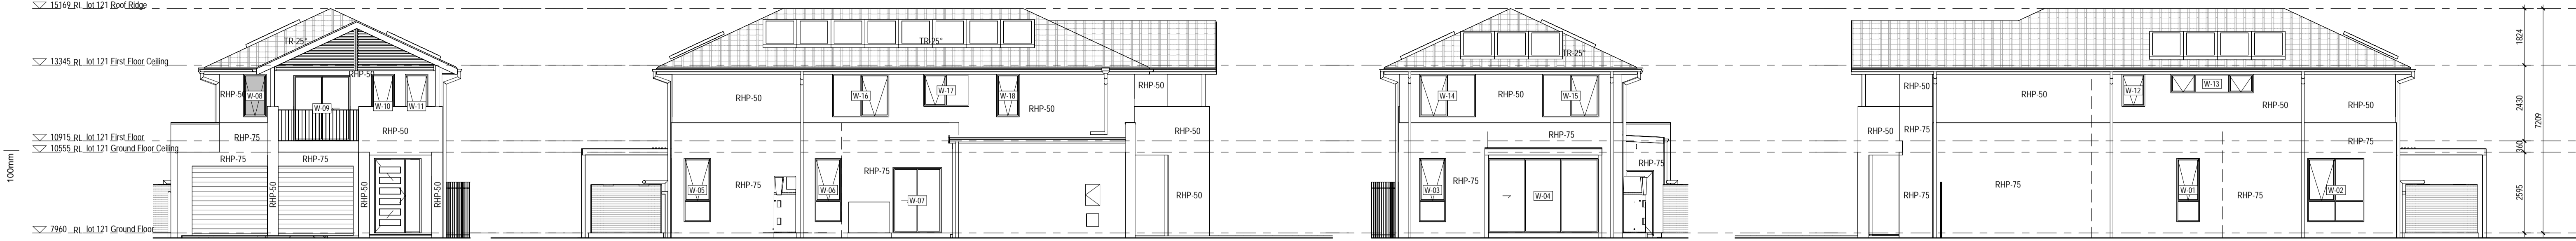 15169 RL lot 121 Roof Ridge
13345 RL lot 121 First Floor Ceiling
10915 RL lot 121 First Floor
10555 RL lot 121 Ground Floor Ceiling
7960 RL lot 121 Ground Floor
100mm
TR-25°
RHP-50
RHP-50
W-08
W-09
W-10
W-11
RHP-75
RHP-50
RHP-75
RHP-75
RHP-50
RHP-50
RHP-50
TR-25°
RHP-50
W-16
W-17
W-18
RHP-50
RHP-50
RHP-50
RHP-75
RHP-75
W-05
W-06
W-07
RHP-50
TR-25°
W-14
RHP-50
W-15
RHP-75
RHP-75
RHP-75
W-03
W-04
RHP-50
RHP-50
RHP-50
RHP-75
W-12
W-13
RHP-50
RHP-50
RHP-75
RHP-75
RHP-75
RHP-75
W-01
W-02
1824
2430
360
2595
7209